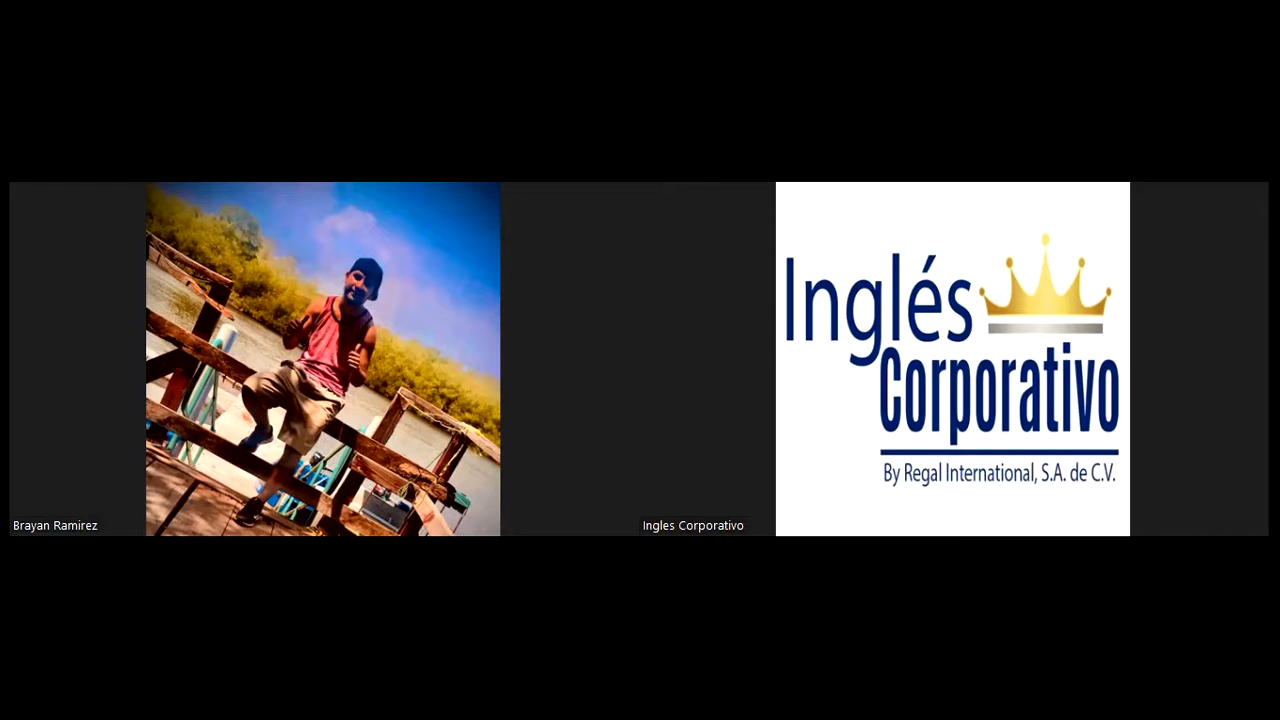 Inglés
Corporativo
By Regal International, S.A. de C.V.
Brayan Ramirez
Ingles Corporativo